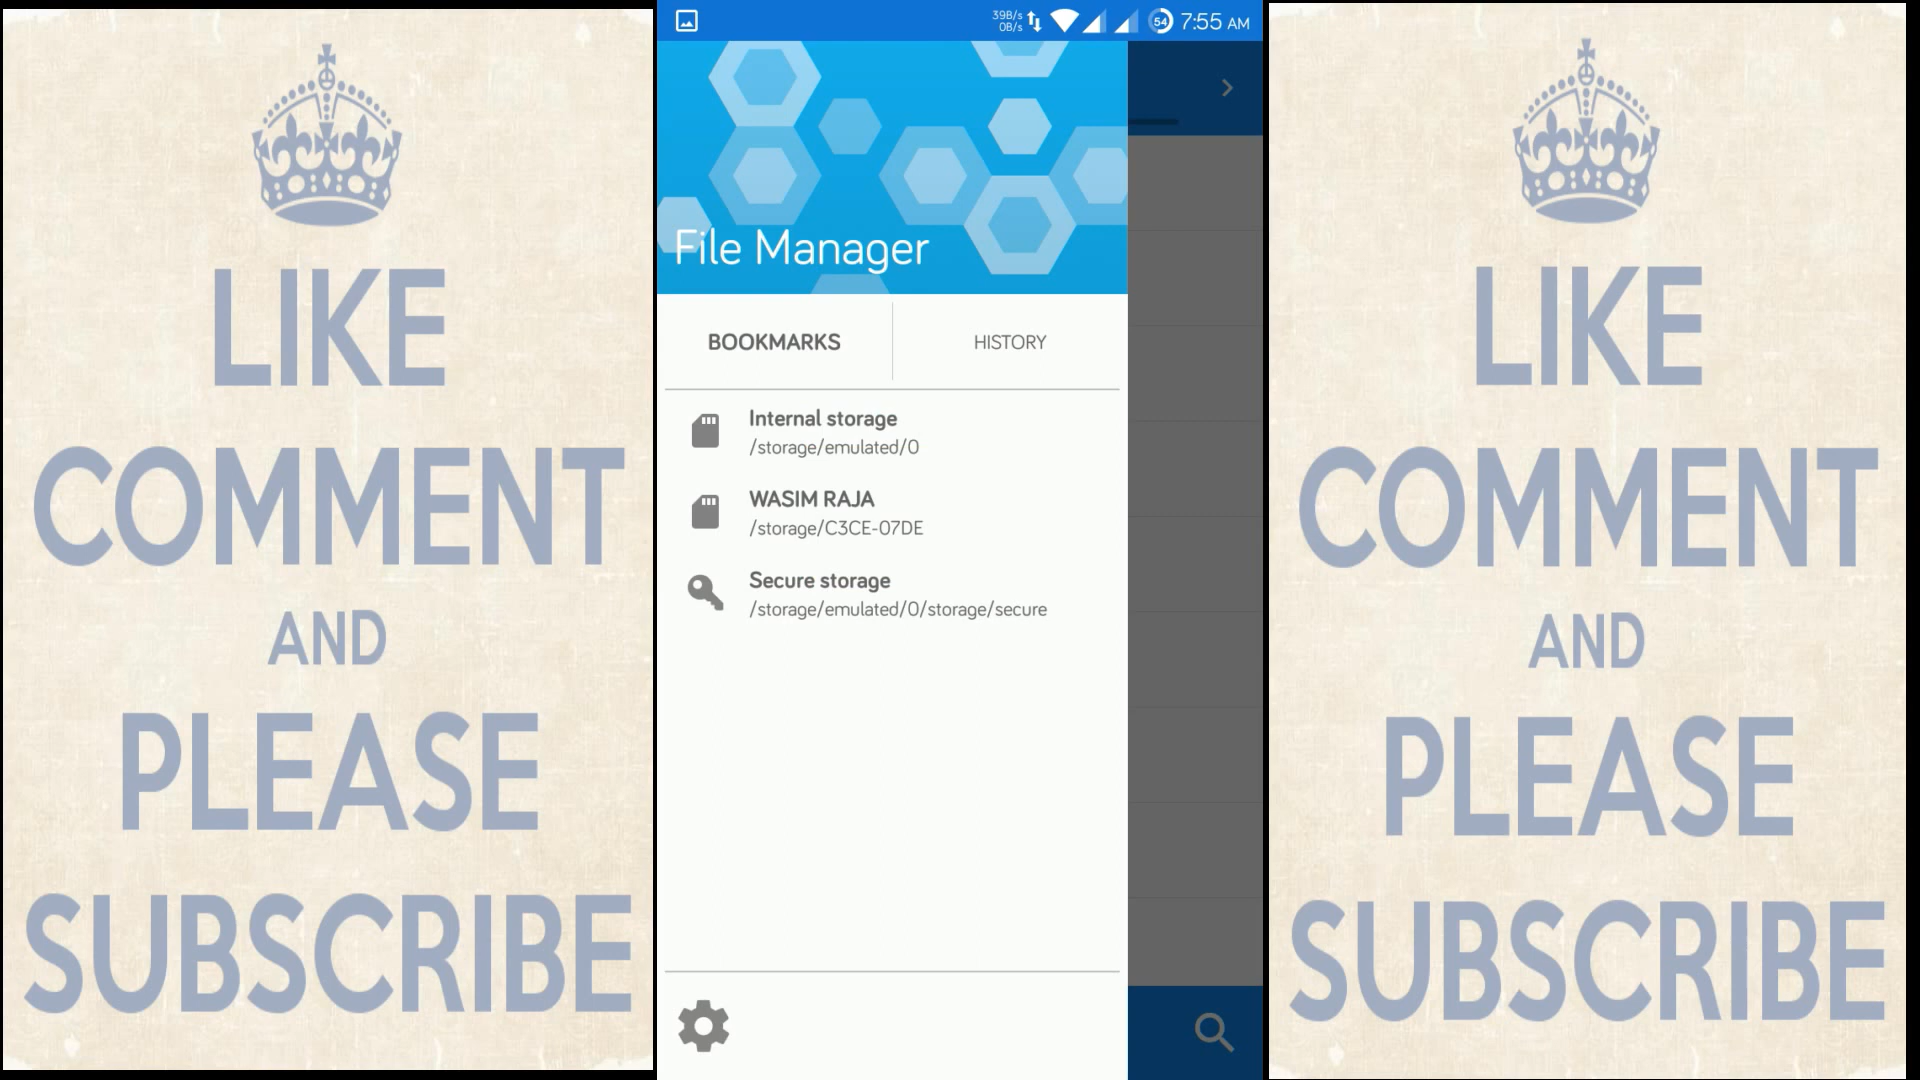 LIKE
COMMENT
AND
PLEASE
SUBSCRIBE
39B/s
0B/s
54
7:55 AM
File Manager
BOOKMARKS
HISTORY
Internal storage
/storage/emulated/0
WASIM RAJA
/storage/C3CE-07DE
Secure storage
/storage/emulated/0/storage/secure
LIKE
COMMENT
AND
PLEASE
SUBSCRIBE